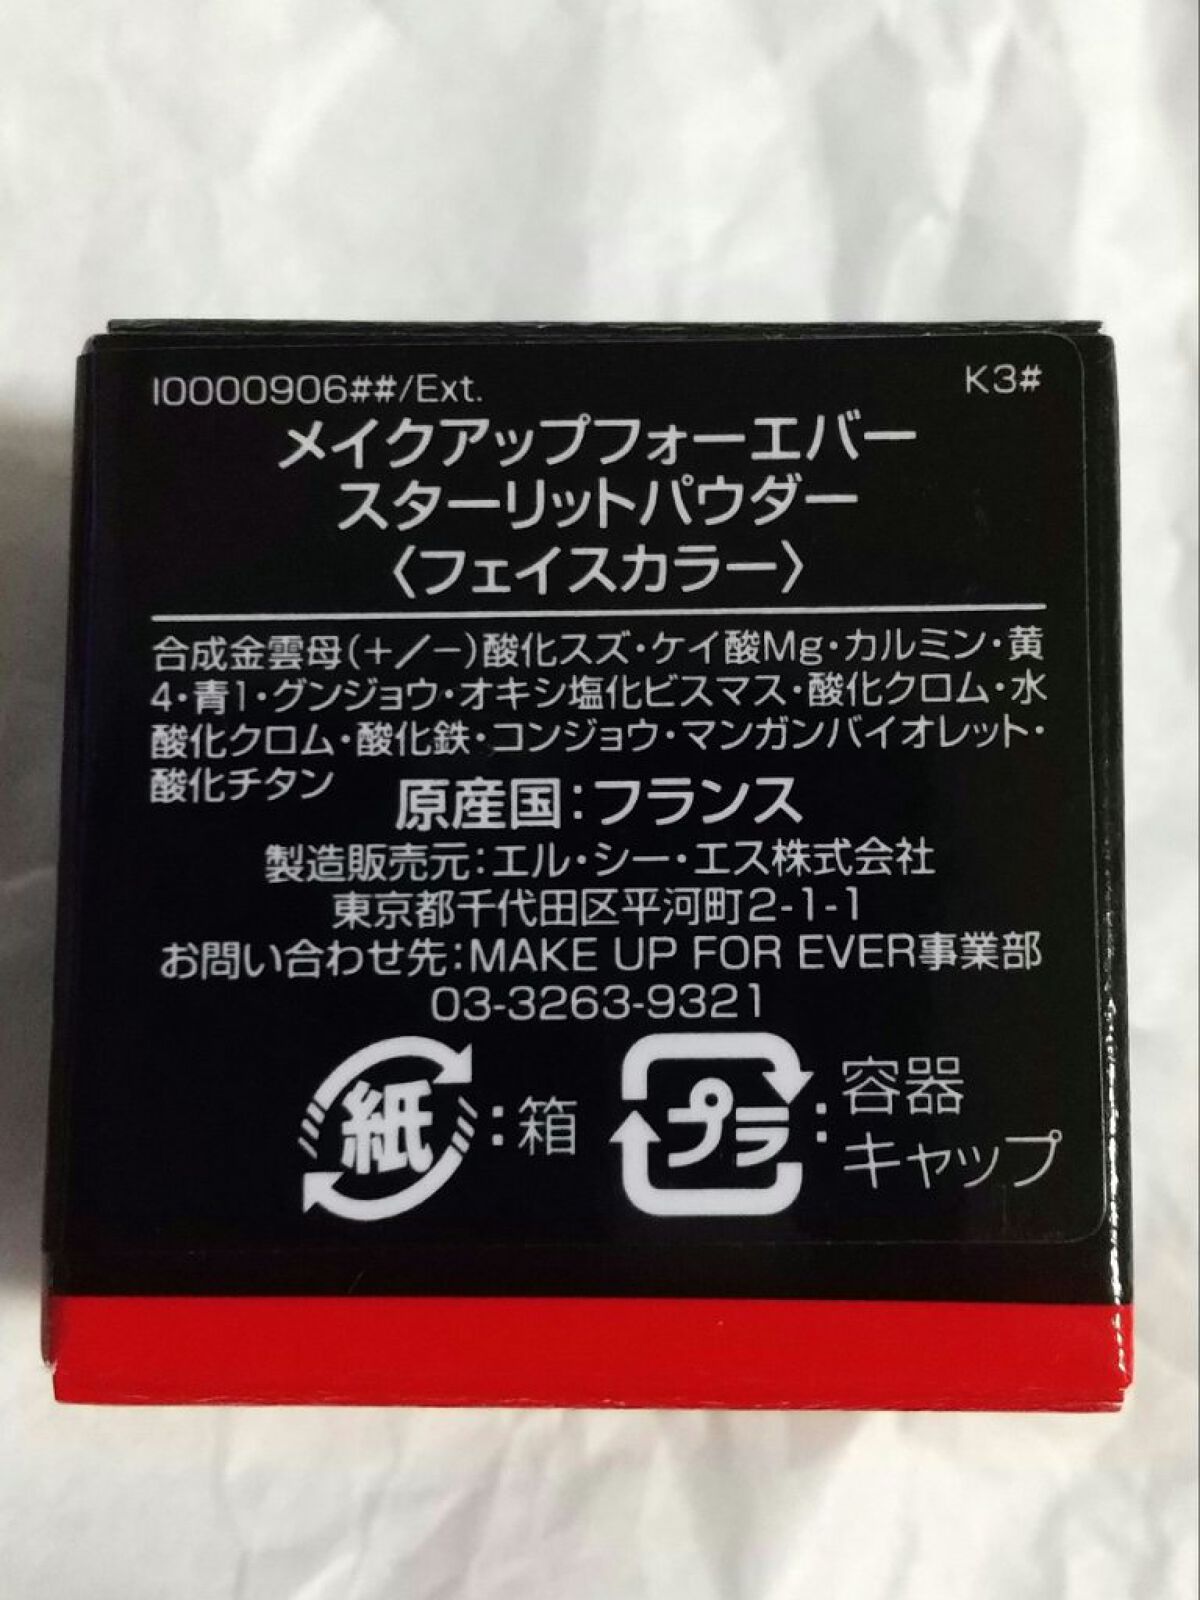 I0000906##/Ext.
K3#
メイクアップフォーエバー
スターリットパウダー
〈フェイスカラー〉
合成金雲母(+/-)酸化スズ・ケイ酸Mg・カルミン・黄
4・青1・グンジョウ・オキシ塩化ビスマス・酸化クロム・水
酸化クロム・酸化鉄・コンジョウ・マンガンバイオレット・
酸化チタン
原産国:フランス
製造販売元:エル・シー・エス株式会社
東京都千代田区平河町2-1-1
お問い合わせ先:MAKE UP FOR EVER事業部
03-3263-9321
紙:箱
プラ:容器
キャップ